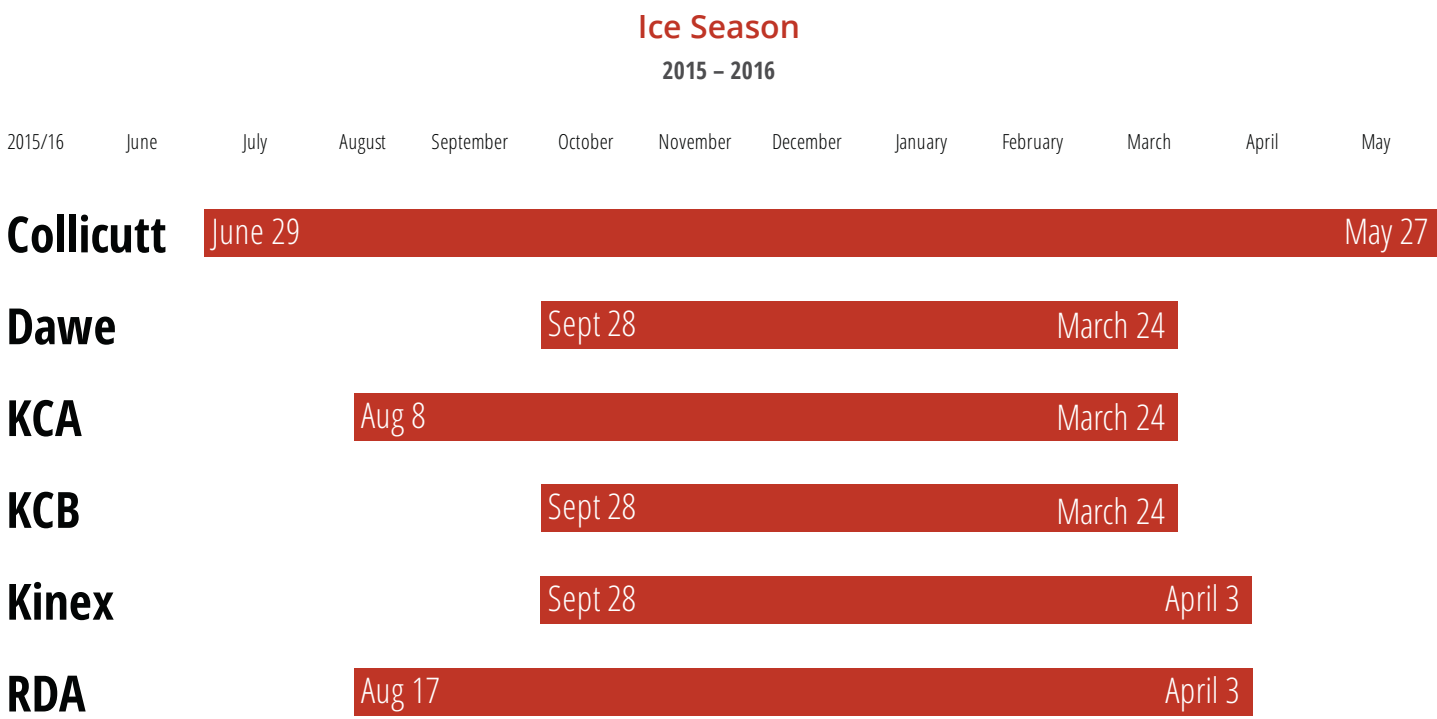 Ice Season
2015 – 2016
2015/16 June July August September October November December January February March April May
Collicutt June 29 May 27
Dawe Sept 28 March 24
KCA Aug 8 March 24
KCB Sept 28 March 24
Kinex Sept 28 April 3
RDA Aug 17 April 3